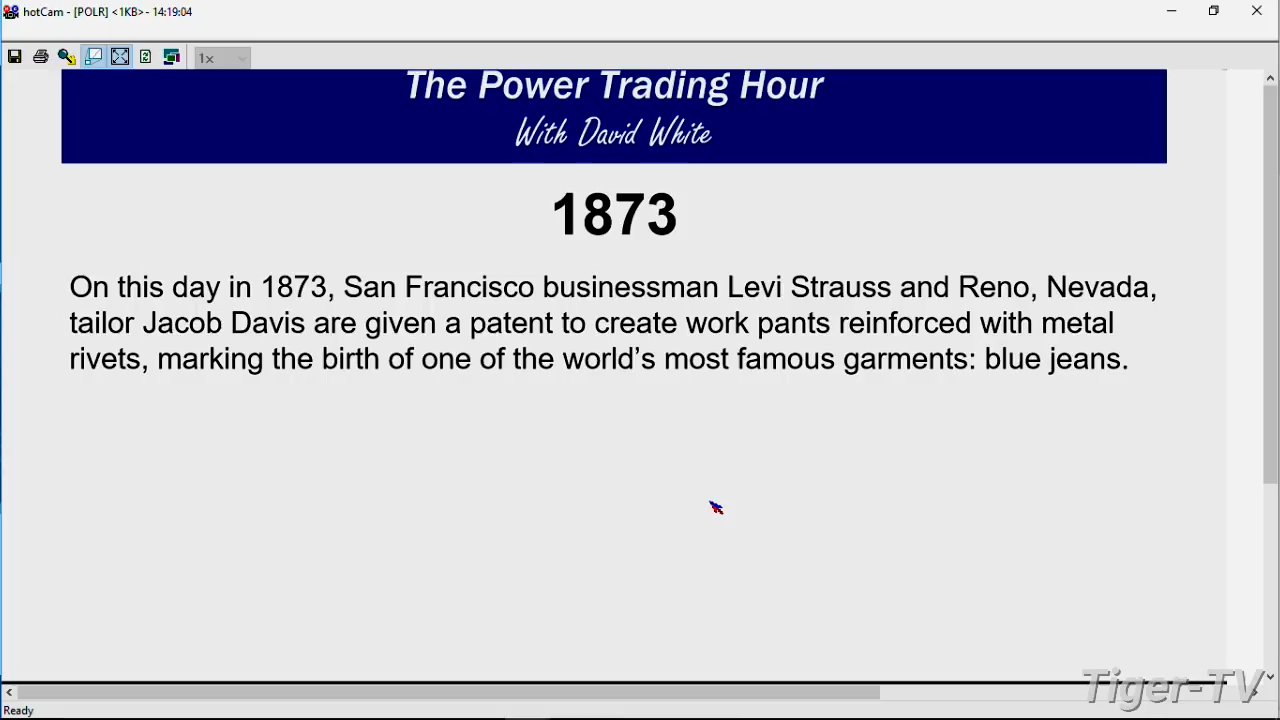 hotCam - [POLR] <1KB> - 14:19:04
1x
The Power Trading Hour
With David White
1873
On this day in 1873, San Francisco businessman Levi Strauss and Reno, Nevada,
tailor Jacob Davis are given a patent to create work pants reinforced with metal
rivets, marking the birth of one of the world’s most famous garments: blue jeans.
Tiger-TV
Ready